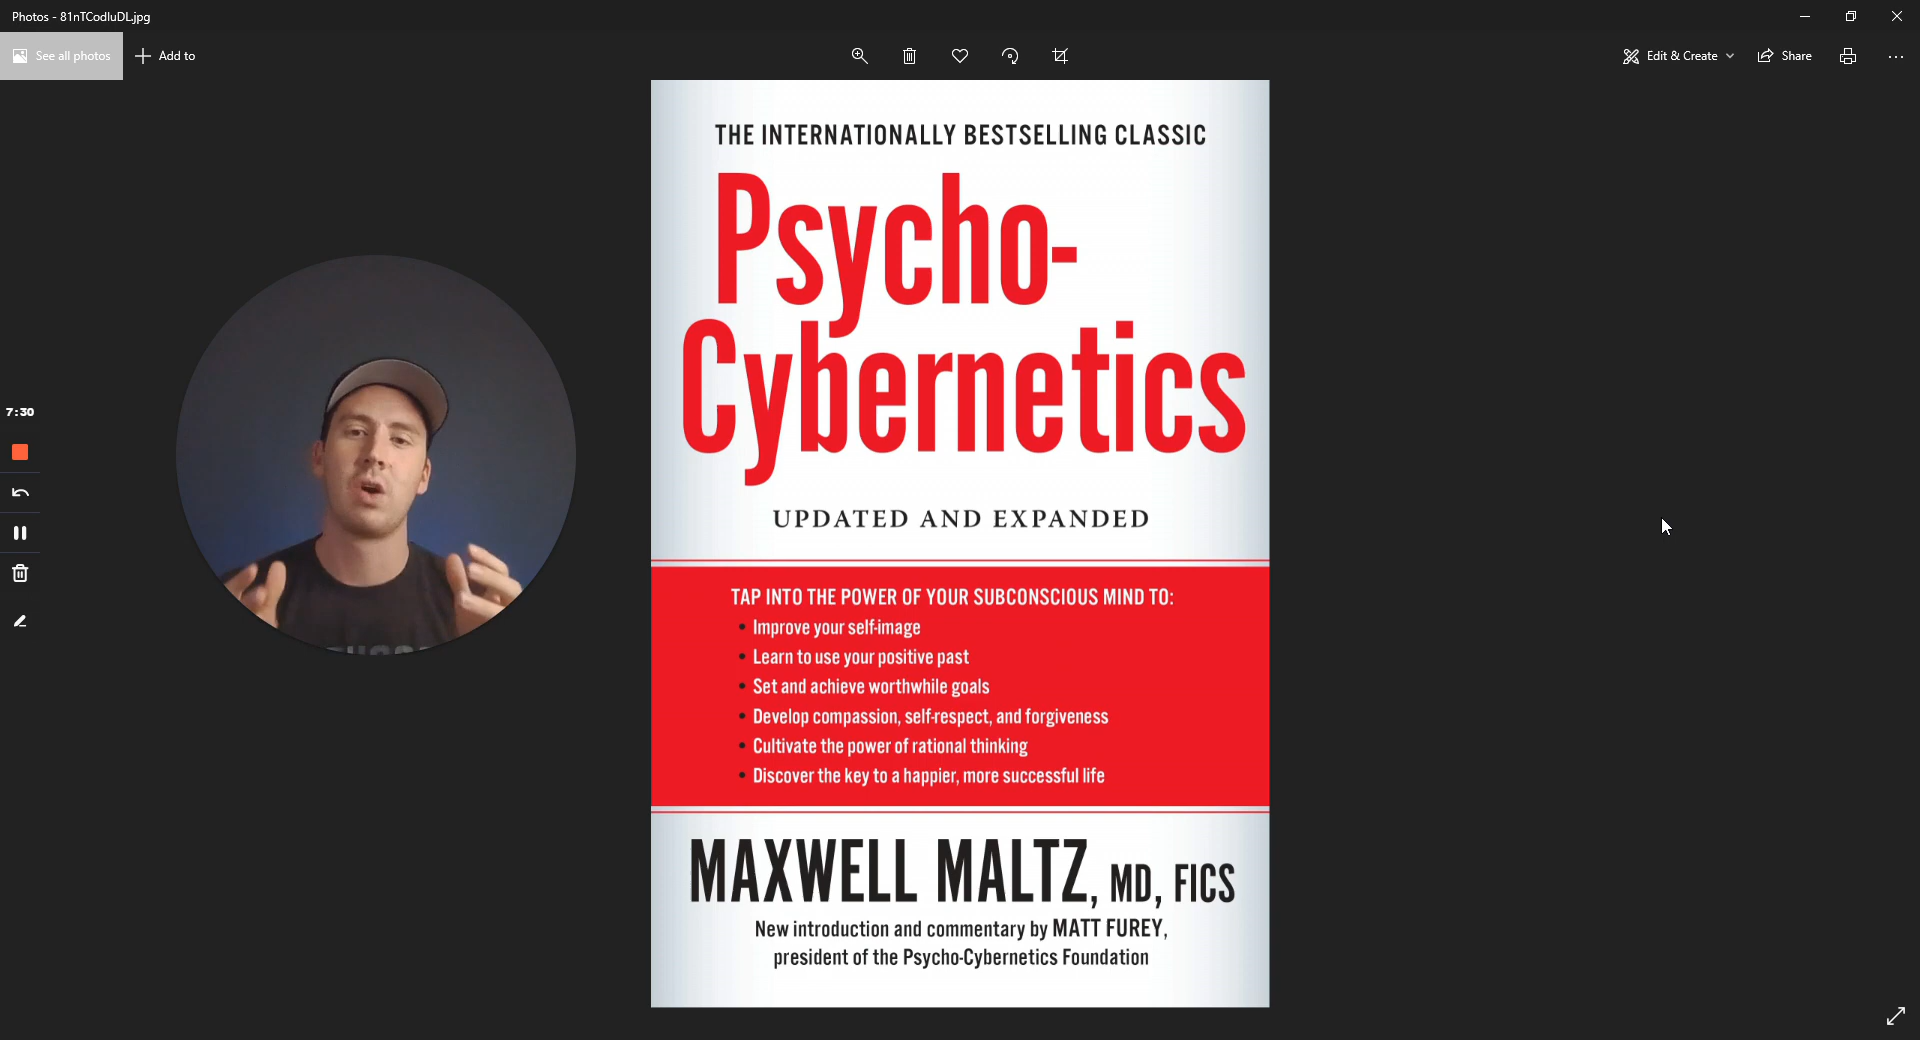 Photos - 81nTCodIuDL.jpg
See all photos
Add to
Edit & Create
Share
THE INTERNATIONALLY BESTSELLING CLASSIC
Psycho-
Cybernetics
UPDATED AND EXPANDED
7:30
TAP INTO THE POWER OF YOUR SUBCONSCIOUS MIND TO:
• Improve your self-image
• Learn to use your positive past
• Set and achieve worthwhile goals
• Develop compassion, self-respect, and forgiveness
• Cultivate the power of rational thinking
• Discover the key to a happier, more successful life
MAXWELL MALTZ, MD, FICS
New introduction and commentary by MATT FUREY,
president of the Psycho-Cybernetics Foundation